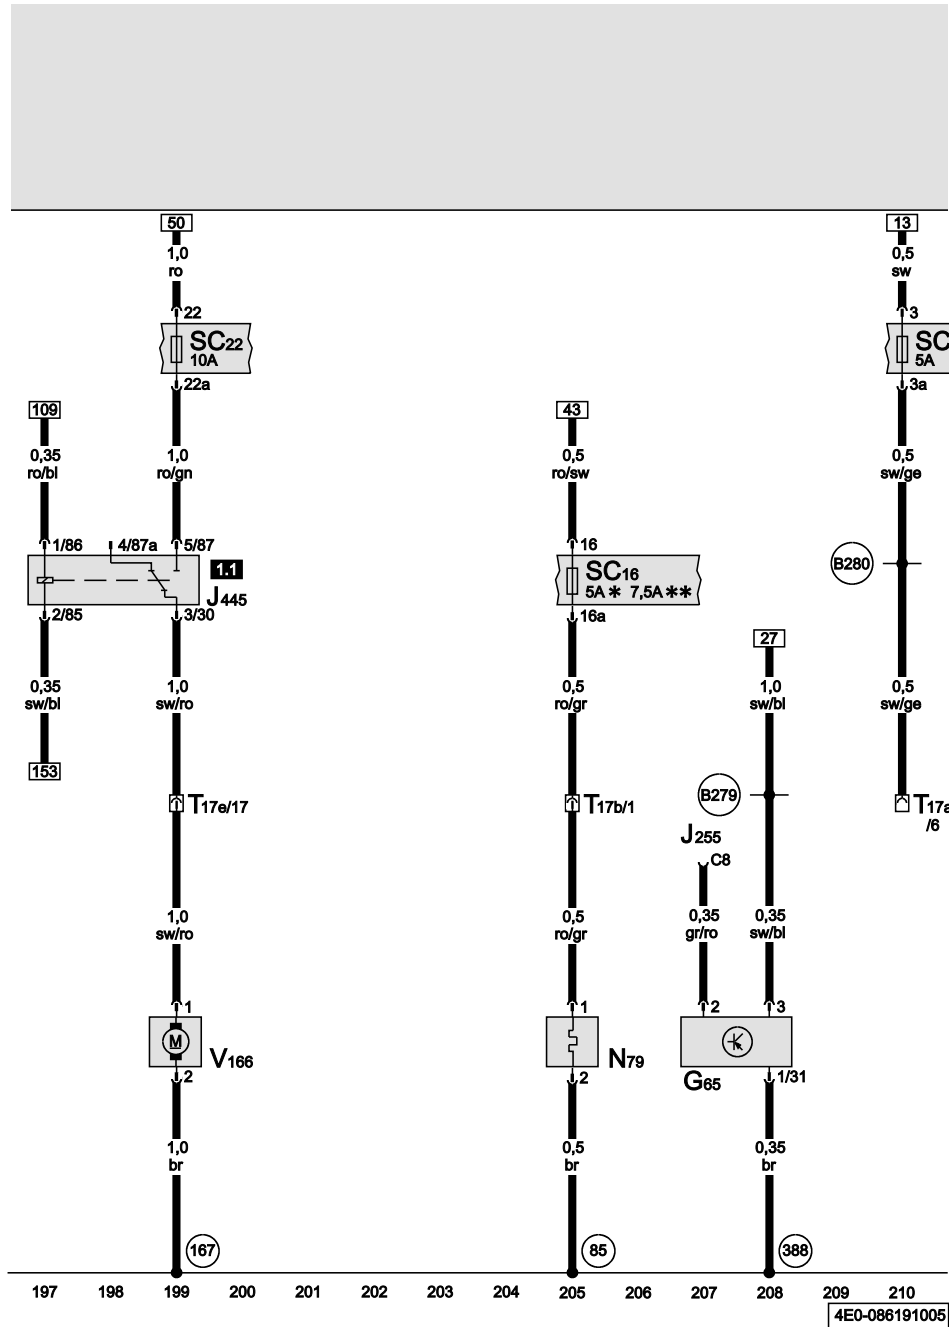 50
13
1,0
ro
0,5
sw
22
3
SC22
10A
SC
5A
22a
3a
109
43
0,35
ro/bl
1,0
ro/gn
0,5
ro/sw
0,5
sw/ge
1/86
4/87a
5/87
16
1.1
J445
SC16
5A* 7,5A**
B280
2/85
3/30
16a
27
0,35
sw/bl
1,0
sw/ro
0,5
ro/gr
1,0
sw/bl
0,5
sw/ge
153
T17e/17
T17b/1
B279
T17a
/6
J255
C8
1,0
sw/ro
0,5
ro/gr
0,35
gr/ro
0,35
sw/bl
1
1
2
3
M
V166
N79
G65
2
2
1/31
1,0
br
0,5
br
0,35
br
167
85
388
197 198 199 200 201 202 203 204 205 206 207 208 209 210
4E0-086191005